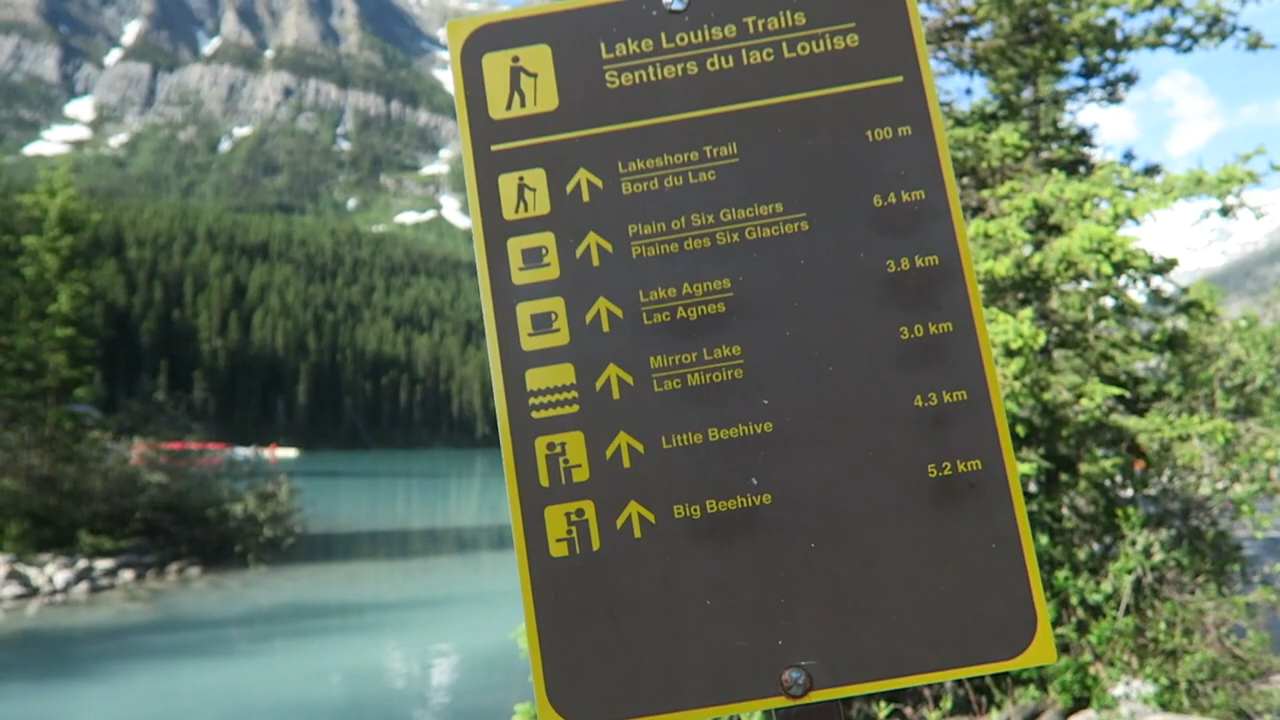 Lake Louise Trails
Sentiers du lac Louise
Lakeshore Trail
Bord du Lac
100 m
Plain of Six Glaciers
Plaine des Six Glaciers
6.4 km
Lake Agnes
Lac Agnes
3.8 km
Mirror Lake
Lac Miroire
3.0 km
Little Beehive
4.3 km
Big Beehive
5.2 km